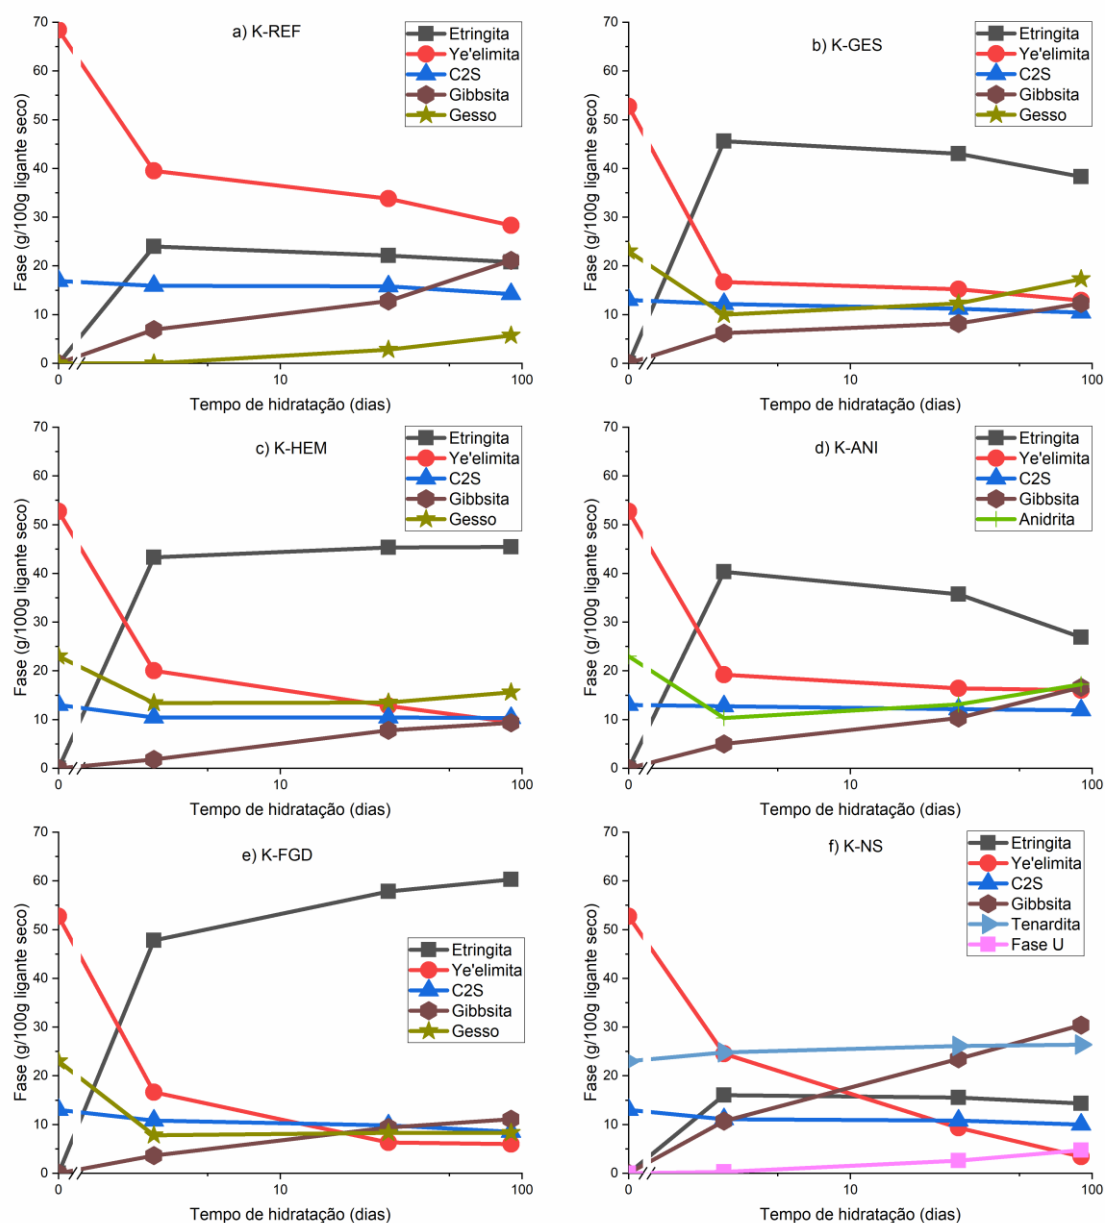 a) K-REF
Etringita
Ye'elimita
C2S
Gibbsita
Gesso
Fase (g/100g ligante seco)
70
60
50
40
30
20
10
0
0
10
100
Tempo de hidratação (dias)
b) K-GES
Etringita
Ye'elimita
C2S
Gibbsita
Gesso
Fase (g/100g ligante seco)
70
60
50
40
30
20
10
0
0
10
100
Tempo de hidratação (dias)
c) K-HEM
Etringita
Ye'elimita
C2S
Gibbsita
Gesso
Fase (g/100g ligante seco)
70
60
50
40
30
20
10
0
0
10
100
Tempo de hidratação (dias)
d) K-ANI
Etringita
Ye'elimita
C2S
Gibbsita
Anidrita
Fase (g/100g ligante seco)
70
60
50
40
30
20
10
0
0
10
100
Tempo de hidratação (dias)
e) K-FGD
Etringita
Ye'elimita
C2S
Gibbsita
Gesso
Fase (g/100g ligante seco)
70
60
50
40
30
20
10
0
0
10
100
Tempo de hidratação (dias)
f) K-NS
Etringita
Ye'elimita
C2S
Gibbsita
Tenardita
Fase U
Fase (g/100g ligante seco)
70
60
50
40
30
20
10
0
0
10
100
Tempo de hidratação (dias)